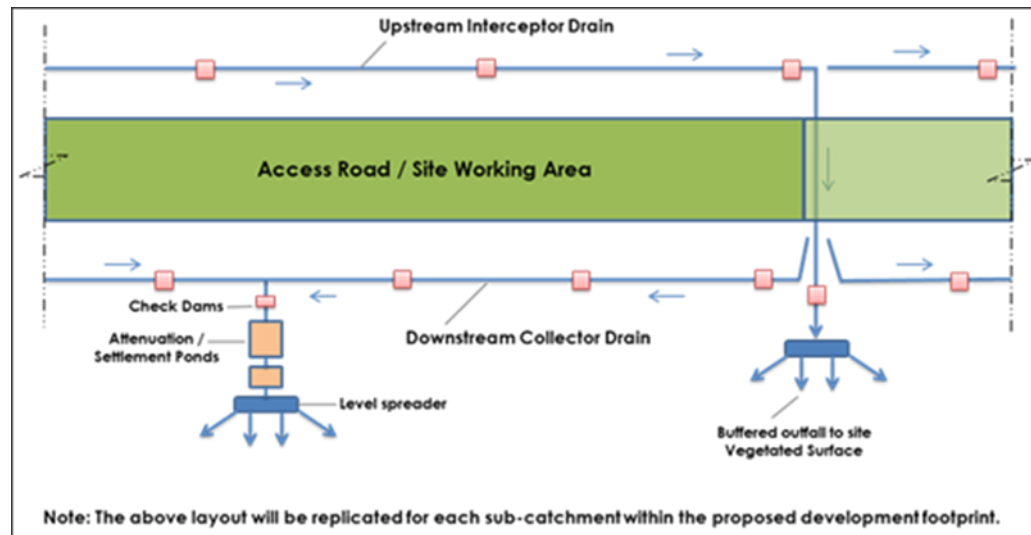 Upstream Interceptor Drain
Access Road / Site Working Area
Check Dams
Attenuation /
Settlement Ponds
Downstream Collector Drain
Level spreader
Buffered outfall to site
Vegetated Surface
Note: The above layout will be replicated for each sub-catchment within the proposed development footprint.